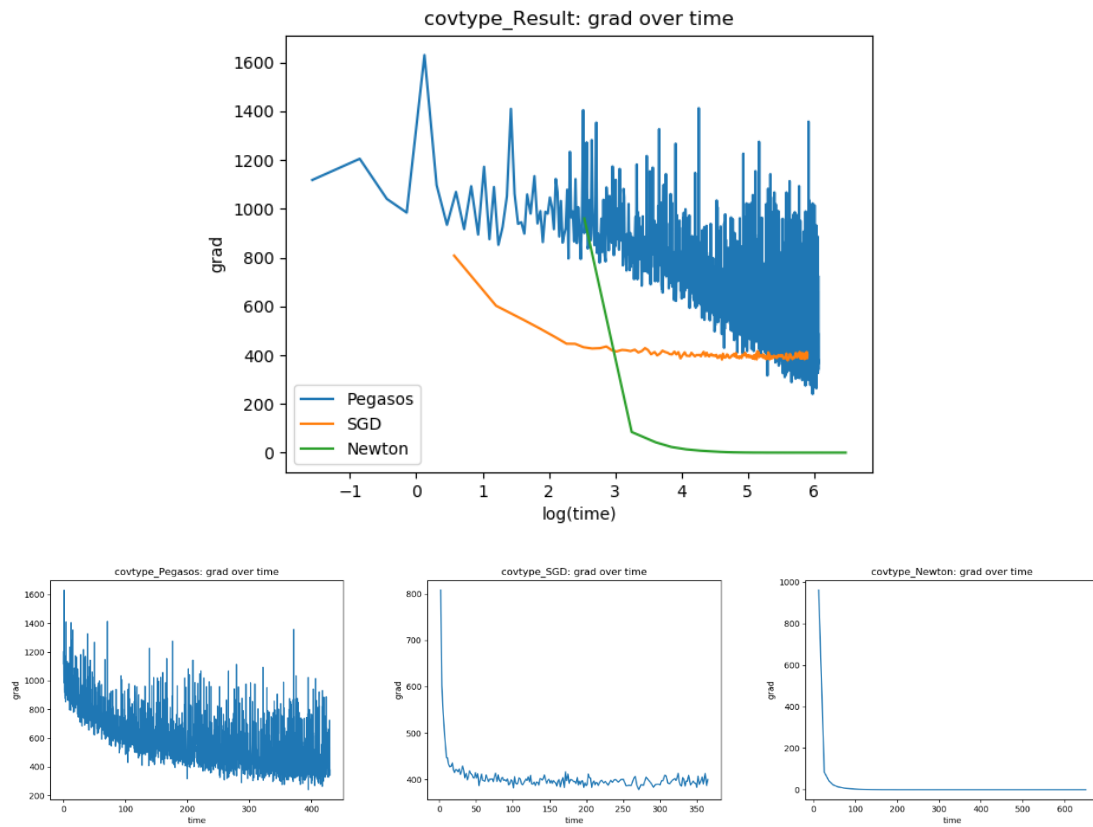 covtype_Result: grad over time
1600
1400
1200
1000
800
600
400
200
0
grad
Pegasos
SGD
Newton
−1 0 1 2 3 4 5 6
log(time)
covtype_Pegasos: grad over time
1600
1400
1200
1000
800
600
400
200
grad
0 100 200 300 400
time
covtype_SGD: grad over time
800
700
600
500
400
grad
0 50 100 150 200 250 300 350
time
covtype_Newton: grad over time
1000
800
600
400
200
0
grad
0 100 200 300 400 500 600
time